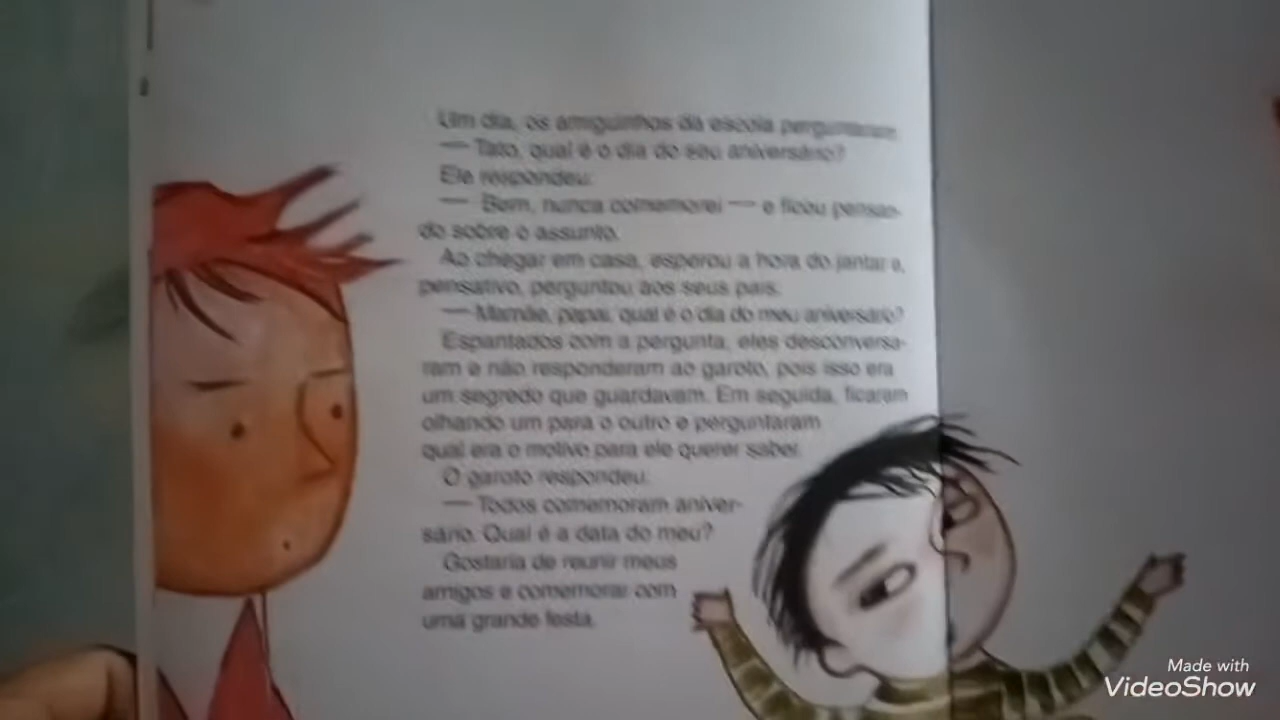 Um dia, os amiguinhos da escola perguntaram:
— Tato, qual é o dia do seu aniversário?
Ele respondeu:
— Bem, nunca comemorei — e ficou pensan-
do sobre o assunto.
Ao chegar em casa, esperou a hora do jantar e,
pensativo, perguntou aos seus pais:
— Mamãe, papai, qual é o dia do meu aniversário?
Espantados com a pergunta, eles desconversa-
ram e não responderam ao garoto, pois isso era
um segredo que guardavam. Em seguida, ficaram
olhando um para o outro e perguntaram
qual era o motivo para ele querer saber.
O garoto respondeu:
— Todos comemoram aniver-
sário. Qual é a data do meu?
Gostaria de reunir meus
amigos e comemorar com
uma grande festa.
Made with
VideoShow